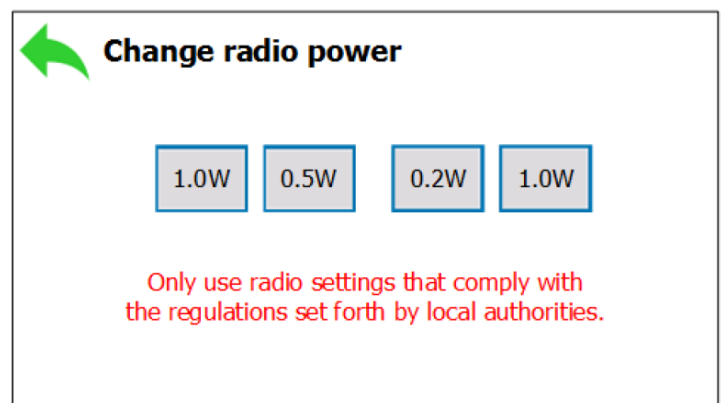 Change radio power
1.0W 0.5W 0.2W 1.0W
Only use radio settings that comply with
the regulations set forth by local authorities.